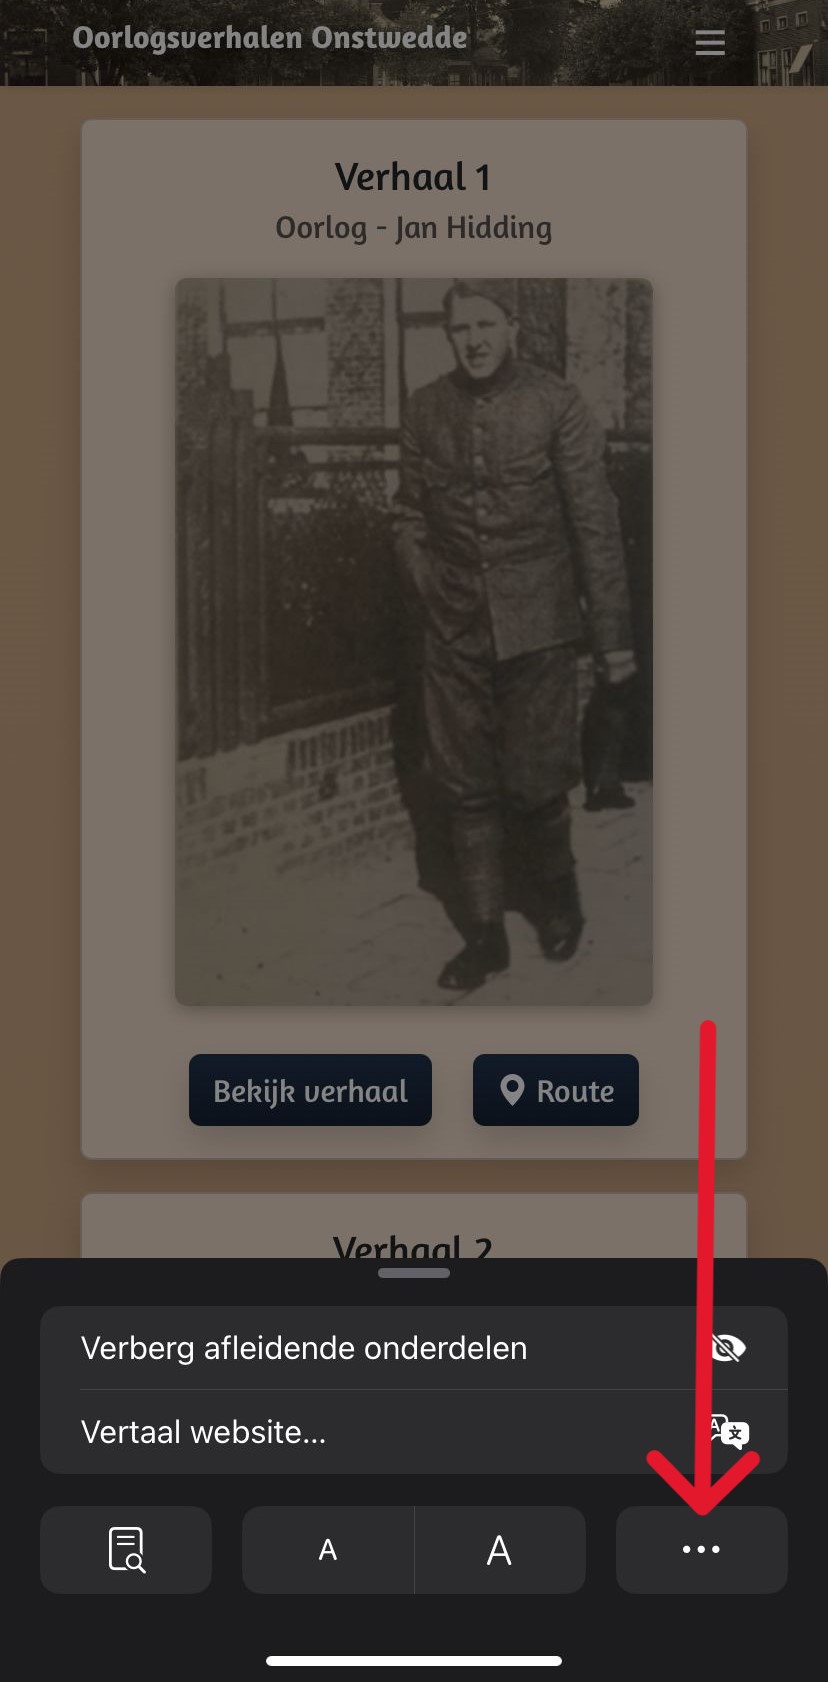 Oorlogsverhalen Onstwedde
Verhaal 1
Oorlog - Jan Hidding
Bekijk verhaal
Route
Verhaal 2
Verberg afleidende onderdelen
Vertaal website...
A A